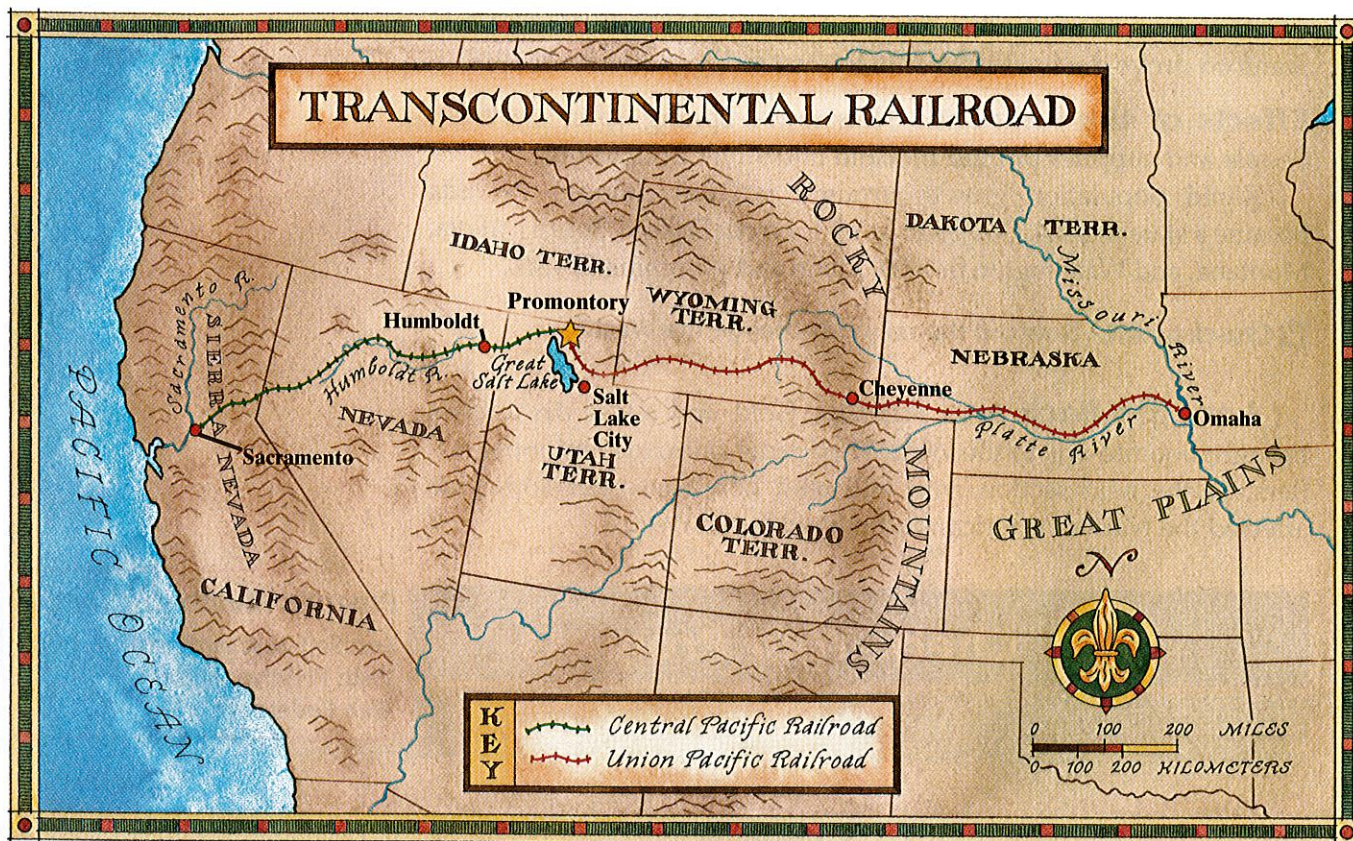 TRANSCONTINENTAL RAILROAD
ROCKY
MOUNTAINS
DAKOTA TERR.
IDAHO TERR.
Missouri River
Promontory
WYOMING
TERR.
Sacramento R.
SIERRA
NEVADA
Humboldt
NEBRASKA
Humboldt R.
Great
Salt Lake
Cheyenne
NEVADA
Salt
Lake
City
Omaha
Platte River
Sacramento
UTAH
TERR.
PACIFIC OCEAN
GREAT PLAINS
COLORADO
TERR.
CALIFORNIA
N
KEY
Central Pacific Railroad
Union Pacific Railroad
0 100 200 MILES
0 100 200 KILOMETERS